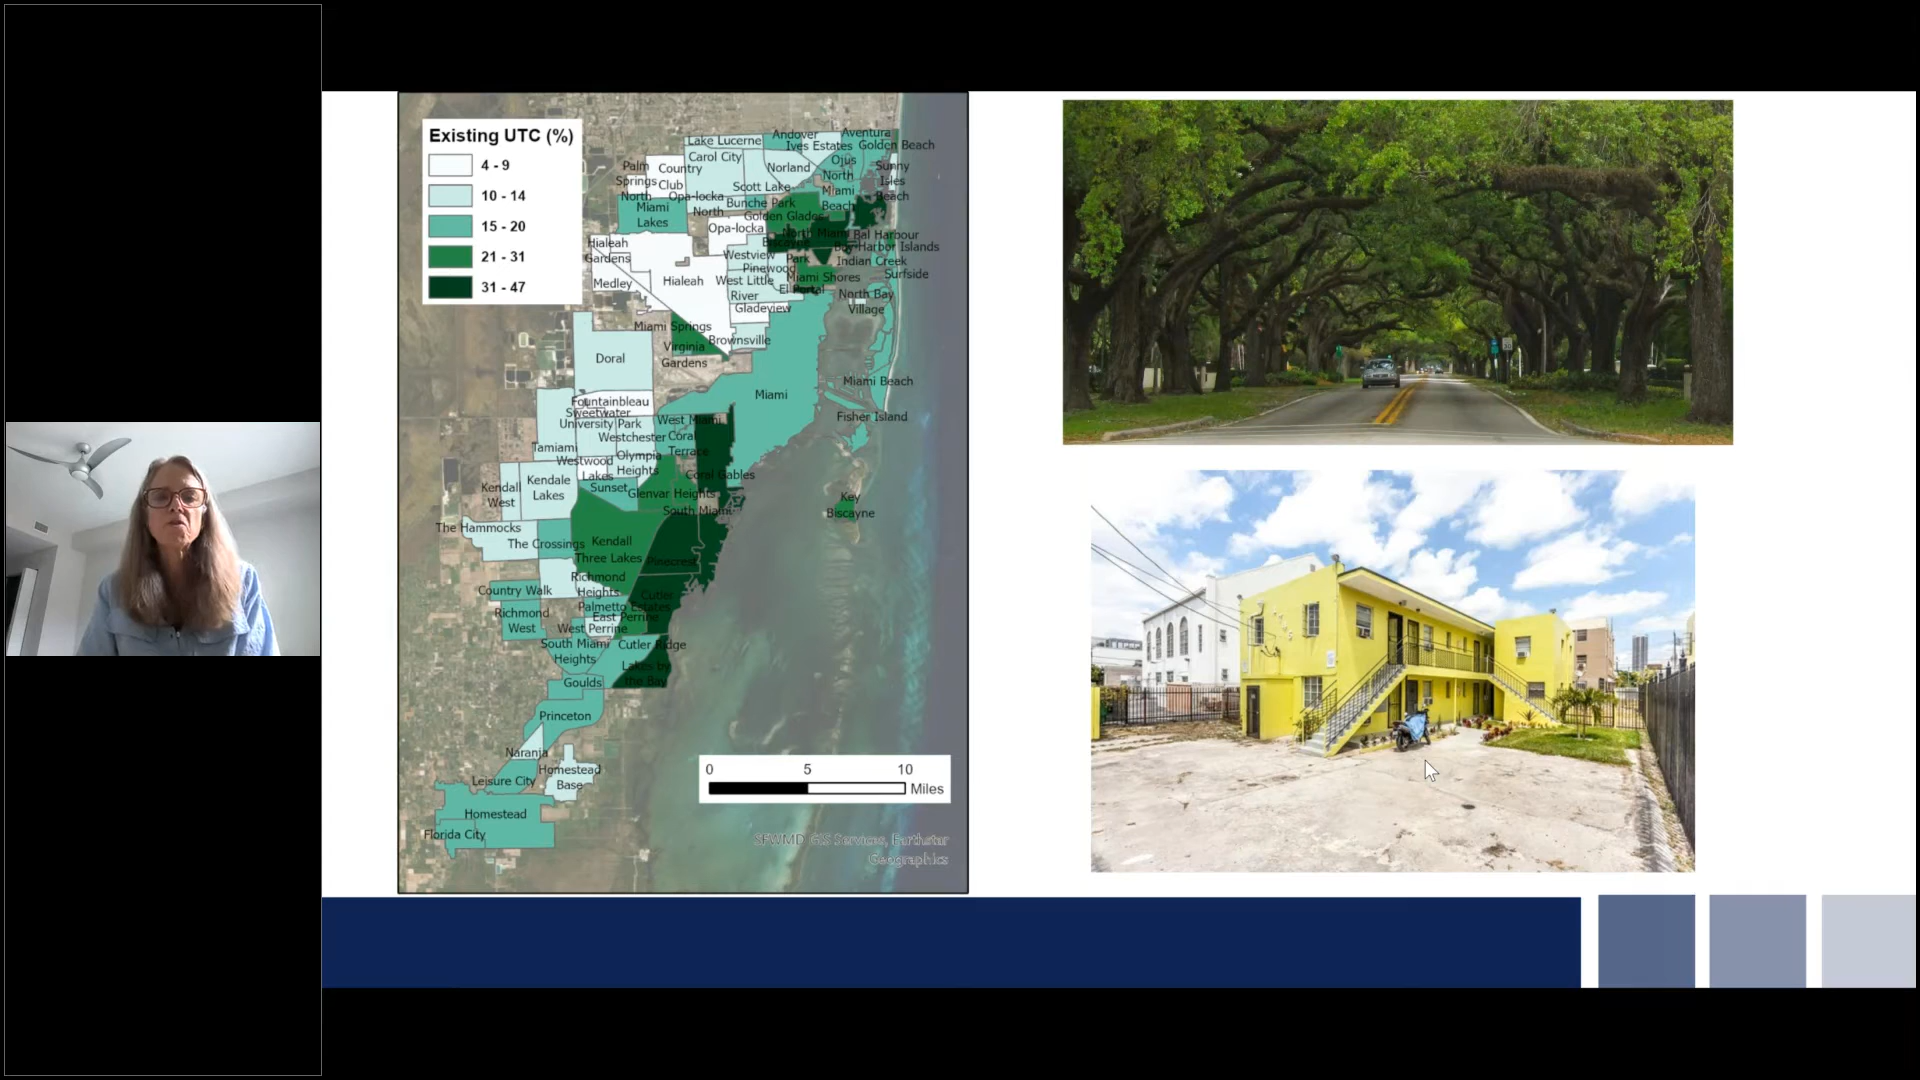 Existing UTC (%)
4 - 9
10 - 14
15 - 20
21 - 31
31 - 47
Lake Lucerne
Andover
Aventura
Ives Estates
Golden Beach
Carol City
Ojus
Palm
Springs
North
Country
Club
Norland
North
Miami
Beach
Sunny
Isles
Beach
Scott Lake
Miami
Lakes
Opa-locka
North
Bunche Park
Golden Glades
Opa-locka
North Miami
Bal Harbour
Biscayne
Park
Bay Harbor Islands
Hialeah
Gardens
Westview
Indian Creek
Pinewood
Surfside
Medley
Hialeah
West Little
River
Miami Shores
El Portal
North Bay
Village
Gladeview
Miami Springs
Virginia
Gardens
Brownsville
Doral
Miami Beach
Miami
Fountainbleau
Sweetwater
Fisher Island
University Park
West Miami
Westchester
Coral
Terrace
Tamiami
Olympia
Heights
Westwood
Lakes
Coral Gables
Kendall
West
Kendale
Lakes
Sunset
Glenvar Heights
Key
Biscayne
South Miami
The Hammocks
The Crossings
Kendall
Three Lakes
Pinecrest
Richmond
Heights
Country Walk
Cutler
Palmetto Estates
Richmond
West
East Perrine
West Perrine
South Miami
Heights
Cutler Ridge
Lakes by
the Bay
Goulds
Princeton
Naranja
Leisure City
Homestead
Base
Homestead
Florida City
0 5 10
Miles
SFWMD GIS Services, Earthstar
Geographics